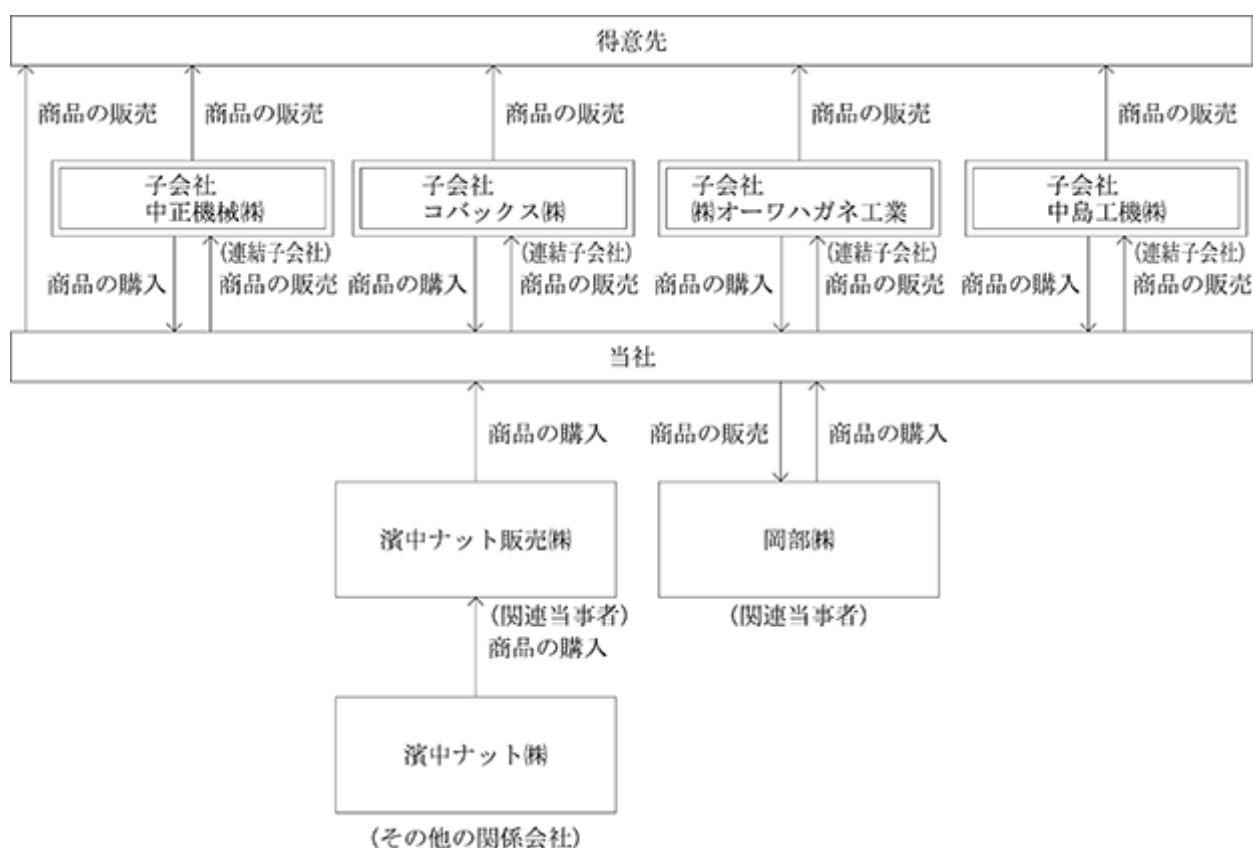 得意先
商品の販売
商品の販売
商品の販売
商品の販売
商品の販売
子会社
中正機械㈱
子会社
コバックス㈱
子会社
㈱オーワハガネ工業
子会社
中島工機㈱
(連結子会社)
(連結子会社)
(連結子会社)
(連結子会社)
商品の購入
商品の販売
商品の購入
商品の販売
商品の購入
商品の販売
商品の購入
商品の販売
当社
商品の購入
商品の販売
商品の購入
濱中ナット販売㈱
岡部㈱
(関連当事者)
(関連当事者)
商品の購入
濱中ナット㈱
(その他の関係会社)